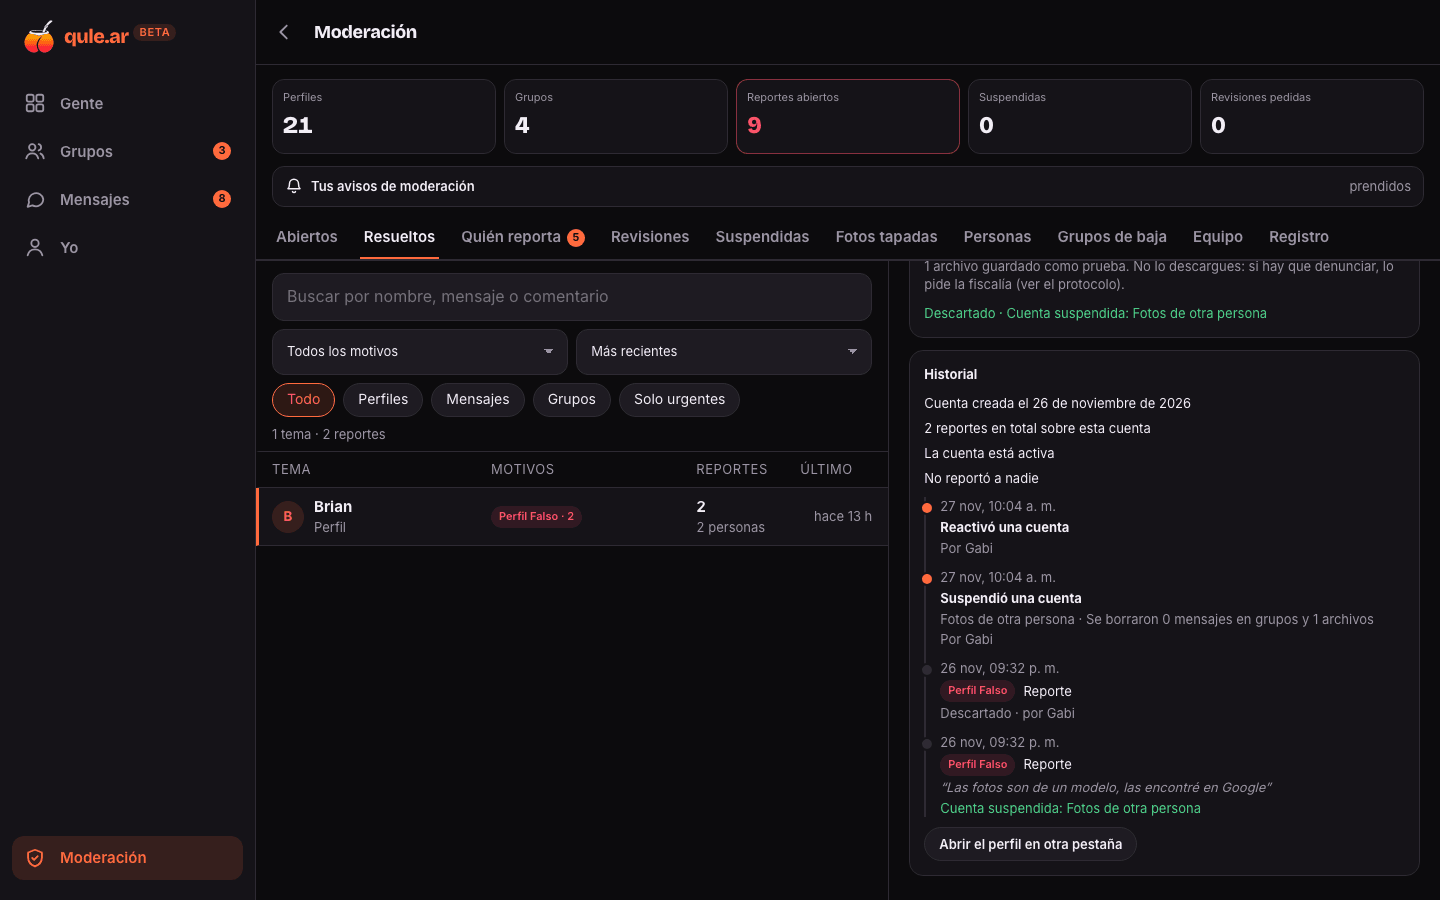 qule.ar BETA
Gente
Grupos 3
Mensajes 8
Yo
Moderación
Moderación
Perfiles
21
Grupos
4
Reportes abiertos
9
Suspendidas
0
Revisiones pedidas
0
Tus avisos de moderación prendidos
Abiertos Resueltos Quién reporta 5 Revisiones Suspendidas Fotos tapadas Personas Grupos de baja Equipo Registro
Buscar por nombre, mensaje o comentario
Todos los motivos Más recientes
Todo Perfiles Mensajes Grupos Solo urgentes
1 tema · 2 reportes
TEMA MOTIVOS REPORTES ÚLTIMO
B Brian
Perfil
Perfil Falso · 2
2
2 personas
hace 13 h
1 archivo guardado como prueba. No lo descargues: si hay que denunciar, lo
pide la fiscalía (ver el protocolo).
Descartado · Cuenta suspendida: Fotos de otra persona
Historial
Cuenta creada el 26 de noviembre de 2026
2 reportes en total sobre esta cuenta
La cuenta está activa
No reportó a nadie
27 nov, 10:04 a. m.
Reactivó una cuenta
Por Gabi
27 nov, 10:04 a. m.
Suspendió una cuenta
Fotos de otra persona · Se borraron 0 mensajes en grupos y 1 archivos
Por Gabi
26 nov, 09:32 p. m.
Perfil Falso Reporte
Descartado · por Gabi
26 nov, 09:32 p. m.
Perfil Falso Reporte
“Las fotos son de un modelo, las encontré en Google”
Cuenta suspendida: Fotos de otra persona
Abrir el perfil en otra pestaña